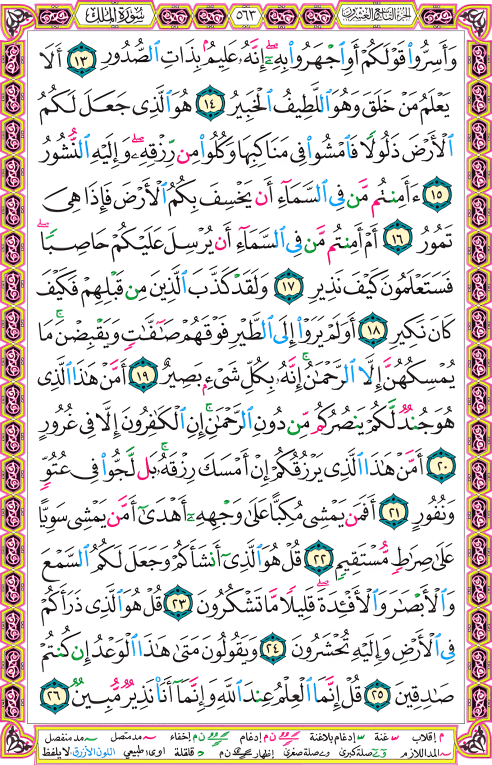 الجزء التاسع والعشرون ٥٦٣ سورة الملك
وَأَسِرُّوا۟ قَوْلَكُمْ أَوِ ٱجْهَرُوا۟ بِهِۦٓ ۖ إِنَّهُۥ عَلِيمٌۢ بِذَاتِ ٱلصُّدُورِ ١٣ أَلَا
يَعْلَمُ مَنْ خَلَقَ وَهُوَ ٱللَّطِيفُ ٱلْخَبِيرُ ١٤ هُوَ ٱلَّذِى جَعَلَ لَكُمُ
ٱلْأَرْضَ ذَلُولًا فَٱمْشُوا۟ فِى مَنَاكِبِهَا وَكُلُوا۟ مِن رِّزْقِهِۦ ۖ وَإِلَيْهِ ٱلنُّشُورُ
١٥ ءَأَمِنتُم مَّن فِى ٱلسَّمَآءِ أَن يَخْسِفَ بِكُمُ ٱلْأَرْضَ فَإِذَا هِىَ
تَمُورُ ١٦ أَمْ أَمِنتُم مَّن فِى ٱلسَّمَآءِ أَن يُرْسِلَ عَلَيْكُمْ حَاصِبًا ۖ
فَسَتَعْلَمُونَ كَيْفَ نَذِيرِ ١٧ وَلَقَدْ كَذَّبَ ٱلَّذِينَ مِن قَبْلِهِمْ فَكَيْفَ
كَانَ نَكِيرِ ١٨ أَوَلَمْ يَرَوْا۟ إِلَى ٱلطَّيْرِ فَوْقَهُمْ صَـٰٓفَّـٰتٍ وَيَقْبِضْنَ ۚ مَا
يُمْسِكُهُنَّ إِلَّا ٱلرَّحْمَـٰنُ ۚ إِنَّهُۥ بِكُلِّ شَىْءٍۭ بَصِيرٌ ١٩ أَمَّنْ هَـٰذَا ٱلَّذِى
هُوَ جُندٌ لَّكُمْ يَنصُرُكُم مِّن دُونِ ٱلرَّحْمَـٰنِ ۚ إِنِ ٱلْكَـٰفِرُونَ إِلَّا فِى غُرُورٍ
٢٠ أَمَّنْ هَـٰذَا ٱلَّذِى يَرْزُقُكُمْ إِنْ أَمْسَكَ رِزْقَهُۥ ۚ بَل لَّجُّوا۟ فِى عُتُوٍّ
وَنُفُورٍ ٢١ أَفَمَن يَمْشِى مُكِبًّا عَلَىٰ وَجْهِهِۦٓ أَهْدَىٰٓ أَمَّن يَمْشِى سَوِيًّا
عَلَىٰ صِرَٰطٍ مُّسْتَقِيمٍ ٢٢ قُلْ هُوَ ٱلَّذِىٓ أَنشَأَكُمْ وَجَعَلَ لَكُمُ ٱلسَّمْعَ
وَٱلْأَبْصَـٰرَ وَٱلْأَفْـِٔدَةَ ۖ قَلِيلًا مَّا تَشْكُرُونَ ٢٣ قُلْ هُوَ ٱلَّذِى ذَرَأَكُمْ
فِى ٱلْأَرْضِ وَإِلَيْهِ تُحْشَرُونَ ٢٤ وَيَقُولُونَ مَتَىٰ هَـٰذَا ٱلْوَعْدُ إِن كُنتُمْ
صَـٰدِقِينَ ٢٥ قُلْ إِنَّمَا ٱلْعِلْمُ عِندَ ٱللَّهِ وَإِنَّمَآ أَنَا۠ نَذِيرٌ مُّبِينٌ ٢٦
م إقلاب غنة إدغام بلاغنة ن م إدغام ن م إخفاء مد متصل مد منفصل
المد اللازم صلة كبرى وصلة صغرى إظهار ن م قلقلة اوى: طبيعي اللون الأزرق: لا يلفظ